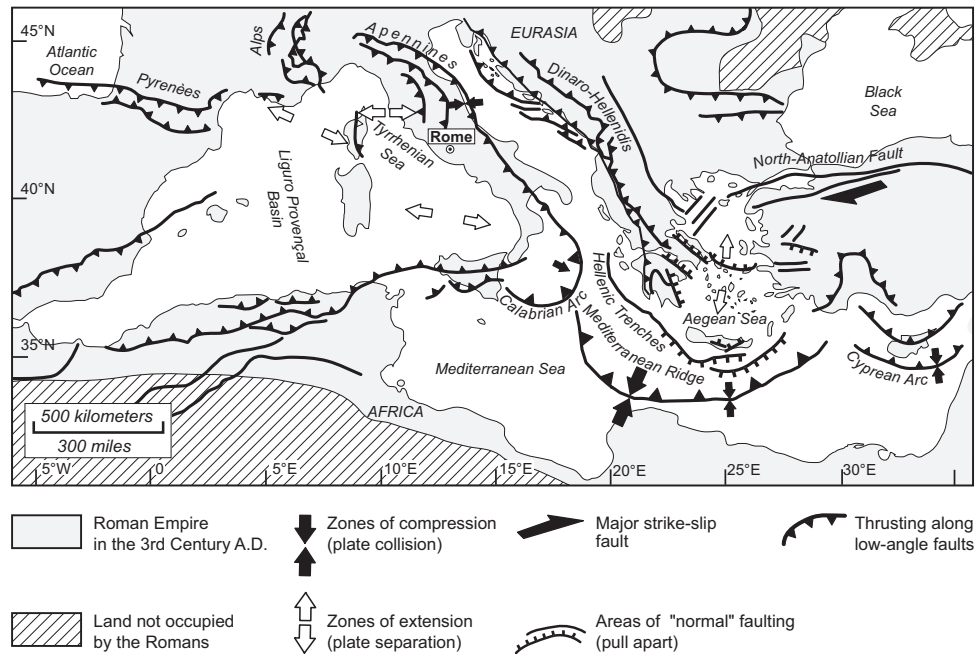 45°N
Atlantic
Ocean
Pyrenèes
Alps
Apennines
EURASIA
Dinaro-Hellenidis
Black
Sea
Rome
Tyrrhenian
Sea
North-Anatollian Fault
40°N
Liguro Provençal
Basin
Hellenic Trenches
Calabrian Arc
Mediterranean Ridge
Aegean Sea
35°N
Mediterranean Sea
Cyprean Arc
AFRICA
500 kilometers
300 miles
5°W
0
5°E
10°E
15°E
20°E
25°E
30°E
Roman Empire
in the 3rd Century A.D.
Zones of compression
(plate collision)
Major strike-slip
fault
Thrusting along
low-angle faults
Land not occupied
by the Romans
Zones of extension
(plate separation)
Areas of "normal" faulting
(pull apart)